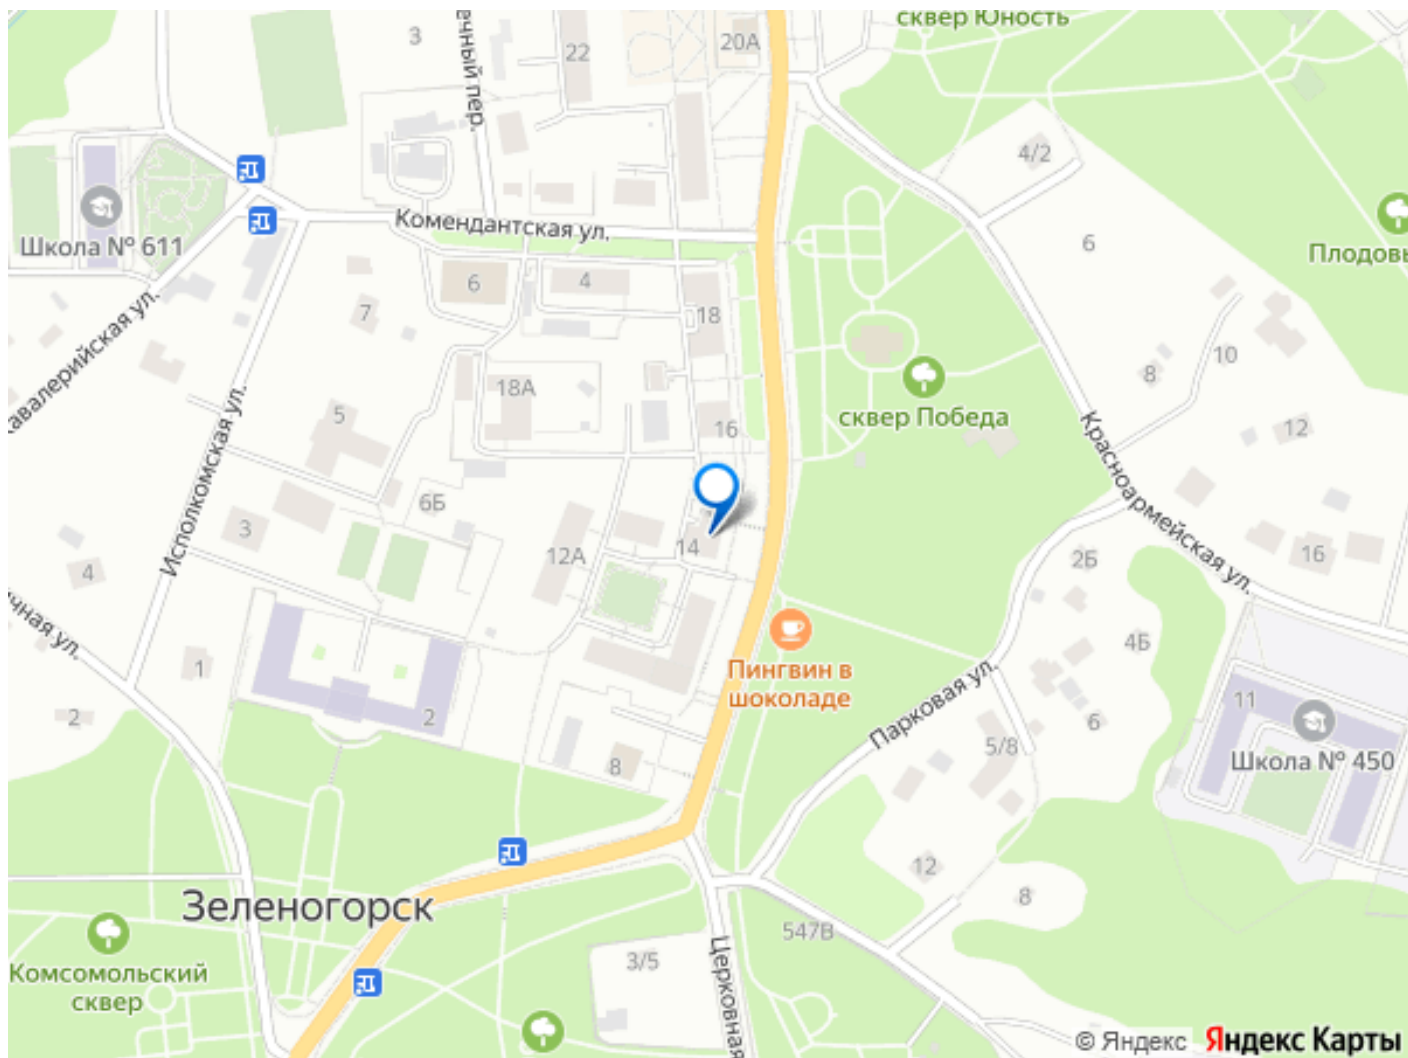 сквер Юность
20А
3
22
чный пер.
4/2
Школа № 611
Комендантская ул.
6
Плодовы
6
4
7
18
авалерийская ул.
10
8
18А
5
сквер Победа
16
12
Исполкомская ул.
Красноармейская ул.
6Б
3
14
12А
2Б
16
4
чная ул.
4Б
1
Пингвин в
шоколаде
Парковая ул.
2
2
6
11
5/8
Школа № 450
8
12
8
Зеленогорск
547В
3/5
Церковная
Комсомольский
сквер
© Яндекс Яндекс Карты